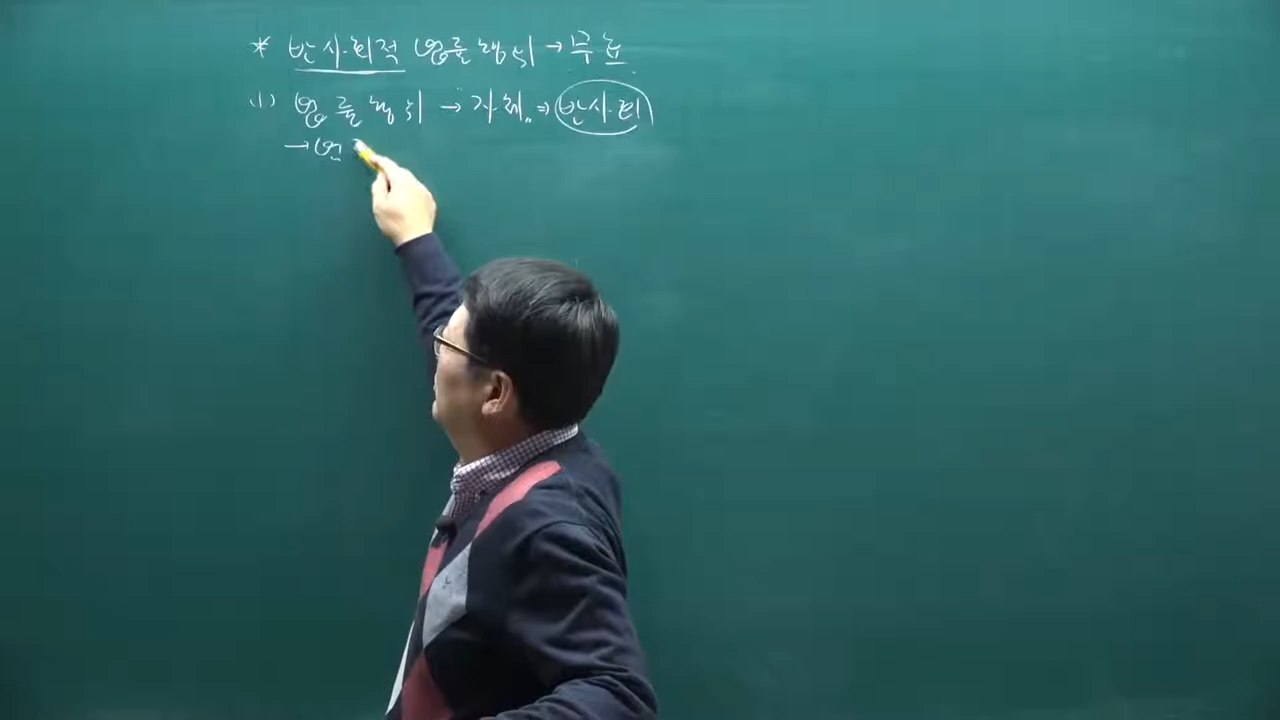 * 반사회적 법률행위 → 무효
(1) 법률행위 → 자체 ⇒ 반사회
→